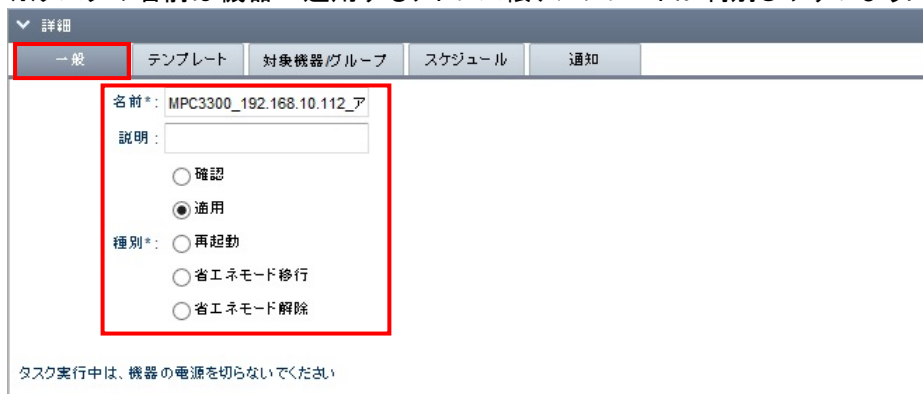 詳細
一般 テンプレート 対象機器/グループ スケジュール 通知
名前*: MPC3300_192.168.10.112_ア
説明:
確認
適用
種別*: 再起動
省エネモード移行
省エネモード解除
タスク実行中は、機器の電源を切らないでください